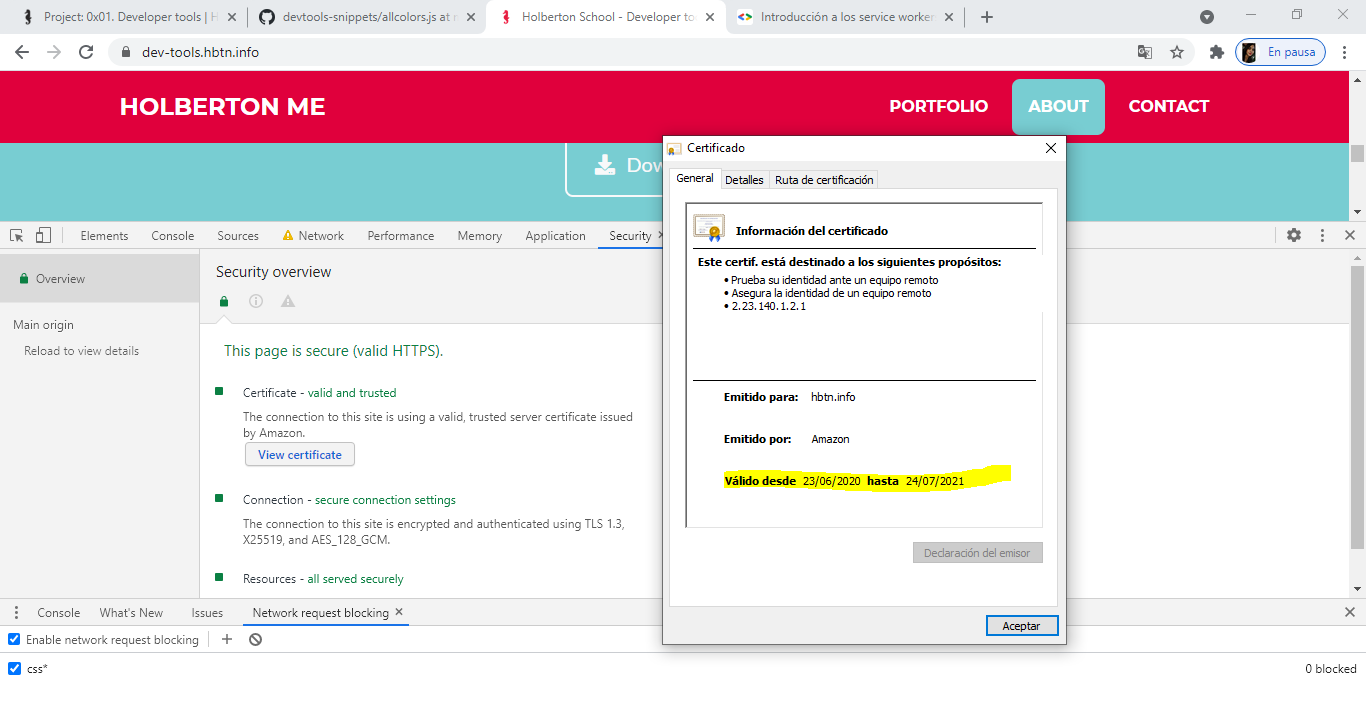 Project: 0x01. Developer tools | H
devtools-snippets/allcolors.js at m
Holberton School - Developer to
Introducción a los service worker
dev-tools.hbtn.info
En pausa
HOLBERTON ME
PORTFOLIO
ABOUT
CONTACT
Dow
Elements
Console
Sources
Network
Performance
Memory
Application
Security
Overview
Main origin
Reload to view details
Security overview
This page is secure (valid HTTPS).
Certificate - valid and trusted
The connection to this site is using a valid, trusted server certificate issued
by Amazon.
View certificate
Connection - secure connection settings
The connection to this site is encrypted and authenticated using TLS 1.3,
X25519, and AES_128_GCM.
Resources - all served securely
Certificado
General
Detalles
Ruta de certificación
Información del certificado
Este certif. está destinado a los siguientes propósitos:
• Prueba su identidad ante un equipo remoto
• Asegura la identidad de un equipo remoto
• 2.23.140.1.2.1
Emitido para: hbtn.info
Emitido por: Amazon
Válido desde 23/06/2020 hasta 24/07/2021
Declaración del emisor
Aceptar
Console
What's New
Issues
Network request blocking
Enable network request blocking
css*
0 blocked